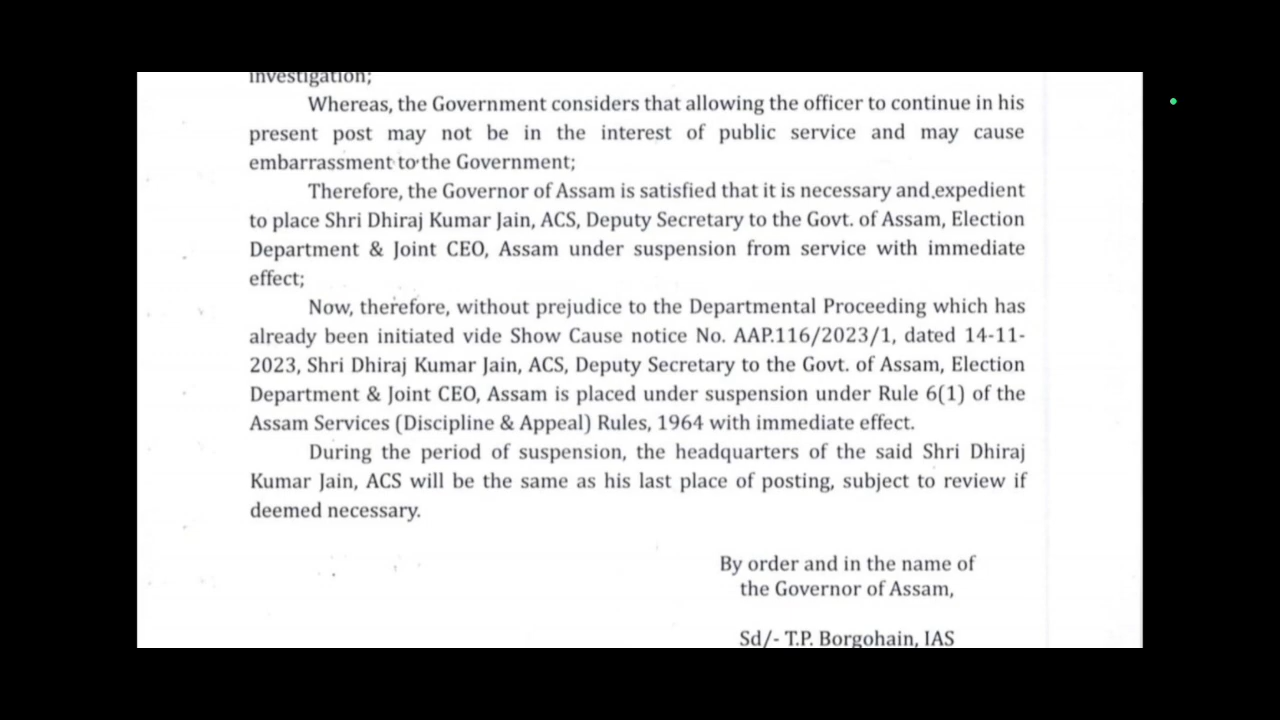 investigation;
Whereas, the Government considers that allowing the officer to continue in his
present post may not be in the interest of public service and may cause
embarrassment to the Government;
Therefore, the Governor of Assam is satisfied that it is necessary and expedient
to place Shri Dhiraj Kumar Jain, ACS, Deputy Secretary to the Govt. of Assam, Election
Department & Joint CEO, Assam under suspension from service with immediate
effect;
Now, therefore, without prejudice to the Departmental Proceeding which has
already been initiated vide Show Cause notice No. AAP.116/2023/1, dated 14-11-
2023, Shri Dhiraj Kumar Jain, ACS, Deputy Secretary to the Govt. of Assam, Election
Department & Joint CEO, Assam is placed under suspension under Rule 6(1) of the
Assam Services (Discipline & Appeal) Rules, 1964 with immediate effect.
During the period of suspension, the headquarters of the said Shri Dhiraj
Kumar Jain, ACS will be the same as his last place of posting, subject to review if
deemed necessary.
By order and in the name of
the Governor of Assam,
Sd/- T.P. Borgohain, IAS